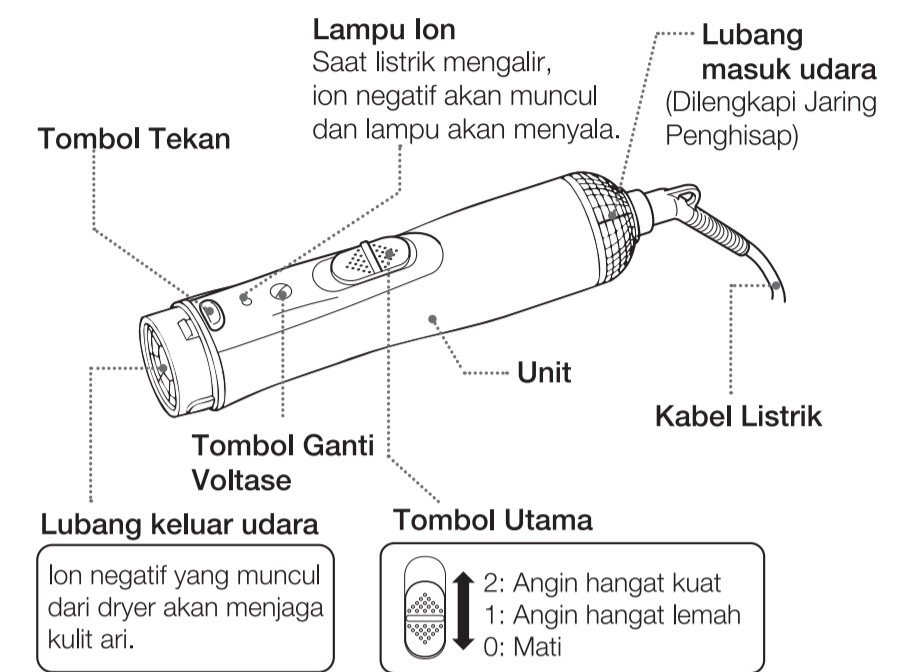 Lampu Ion
Saat listrik mengalir,
ion negatif akan muncul
dan lampu akan menyala.
Lubang
masuk udara
(Dilengkapi Jaring
Penghisap)
Tombol Tekan
Unit
Kabel Listrik
Tombol Ganti
Voltase
Lubang keluar udara
Ion negatif yang muncul
dari dryer akan menjaga
kulit ari.
Tombol Utama
2: Angin hangat kuat
1: Angin hangat lemah
0: Mati